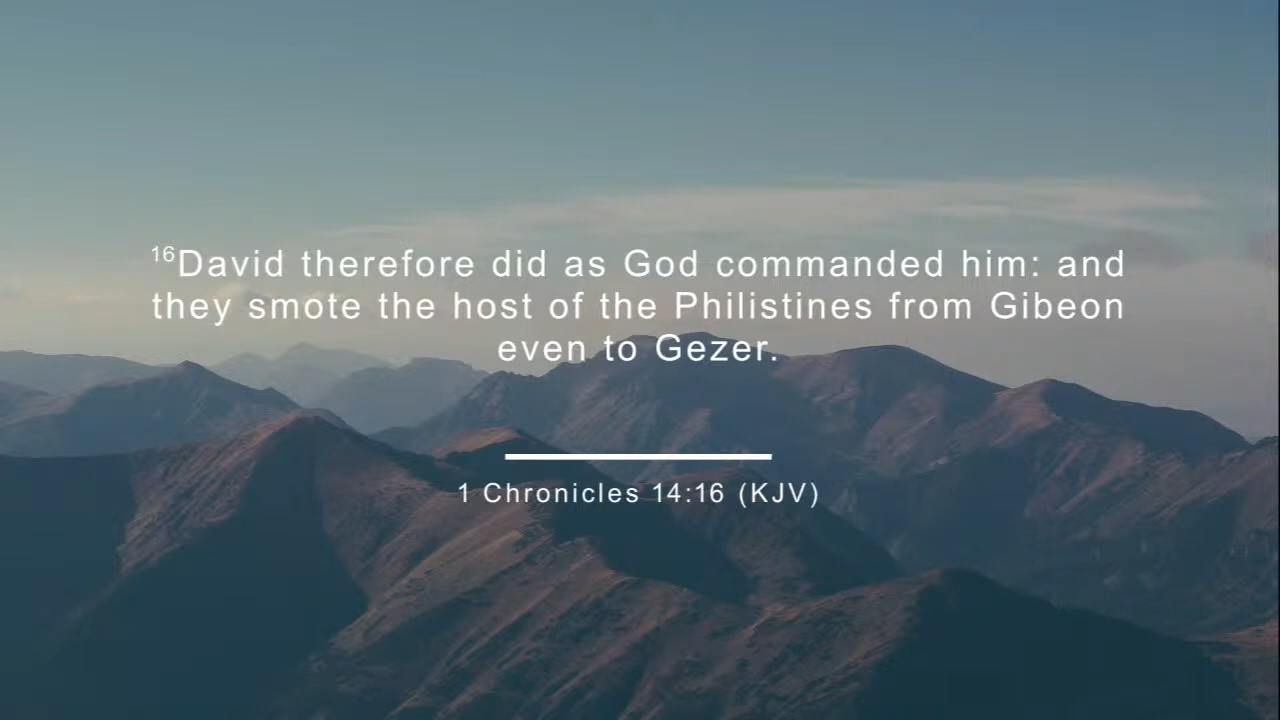 ¹⁶David therefore did as God commanded him: and
they smote the host of the Philistines from Gibeon
even to Gezer.
1 Chronicles 14:16 (KJV)